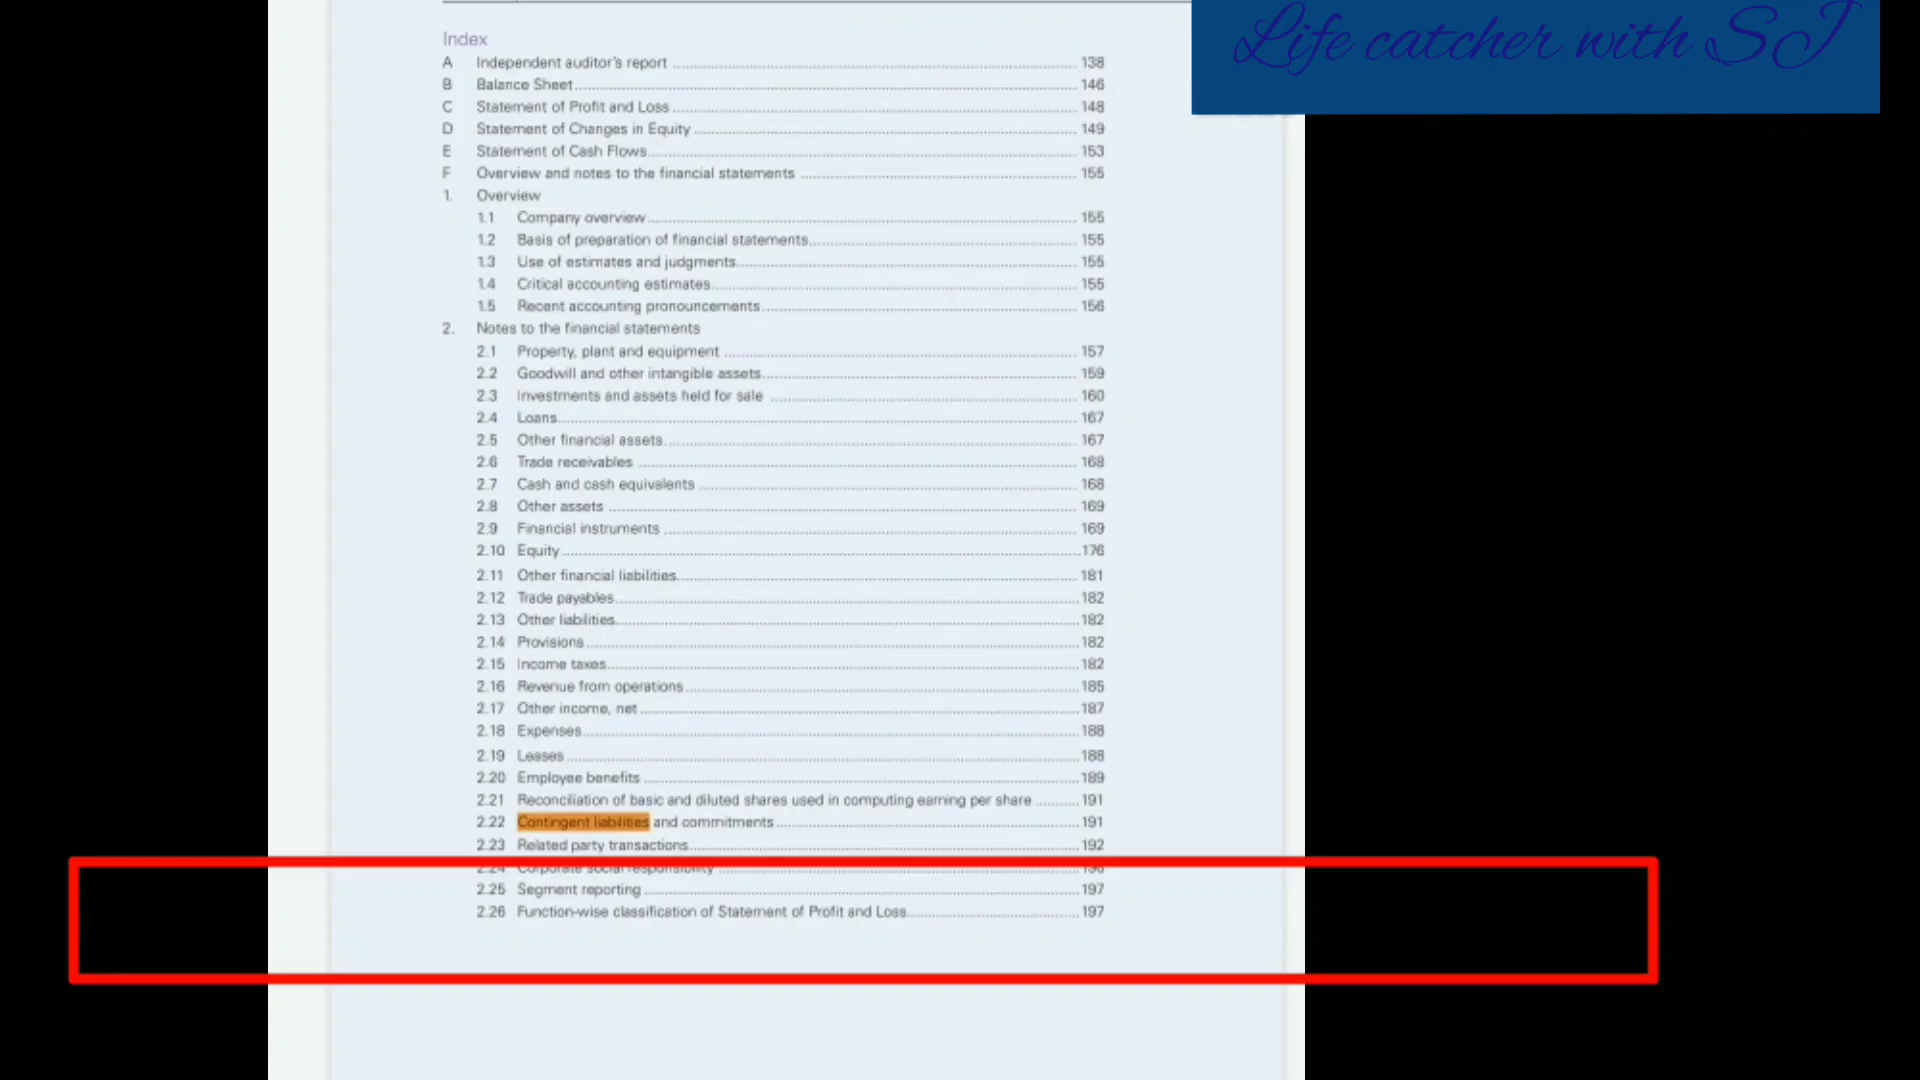 Life catcher with SJ
Index
A Independent auditor's report 138
B Balance Sheet 146
C Statement of Profit and Loss 148
D Statement of Changes in Equity 149
E Statement of Cash Flows 153
F Overview and notes to the financial statements 155
1. Overview
1.1 Company overview 155
1.2 Basis of preparation of financial statements 155
1.3 Use of estimates and judgments 155
1.4 Critical accounting estimates 155
1.5 Recent accounting pronouncements 156
2. Notes to the financial statements
2.1 Property, plant and equipment 157
2.2 Goodwill and other intangible assets 159
2.3 Investments and assets held for sale 160
2.4 Loans 167
2.5 Other financial assets 167
2.6 Trade receivables 168
2.7 Cash and cash equivalents 168
2.8 Other assets 169
2.9 Financial instruments 169
2.10 Equity 176
2.11 Other financial liabilities 181
2.12 Trade payables 182
2.13 Other liabilities 182
2.14 Provisions 182
2.15 Income taxes 182
2.16 Revenue from operations 185
2.17 Other income, net 187
2.18 Expenses 188
2.19 Leases 188
2.20 Employee benefits 189
2.21 Reconciliation of basic and diluted shares used in computing earning per share 191
2.22 Contingent liabilities and commitments 191
2.23 Related party transactions 192
2.24 Corporate social responsibility
2.25 Segment reporting 197
2.26 Function-wise classification of Statement of Profit and Loss 197